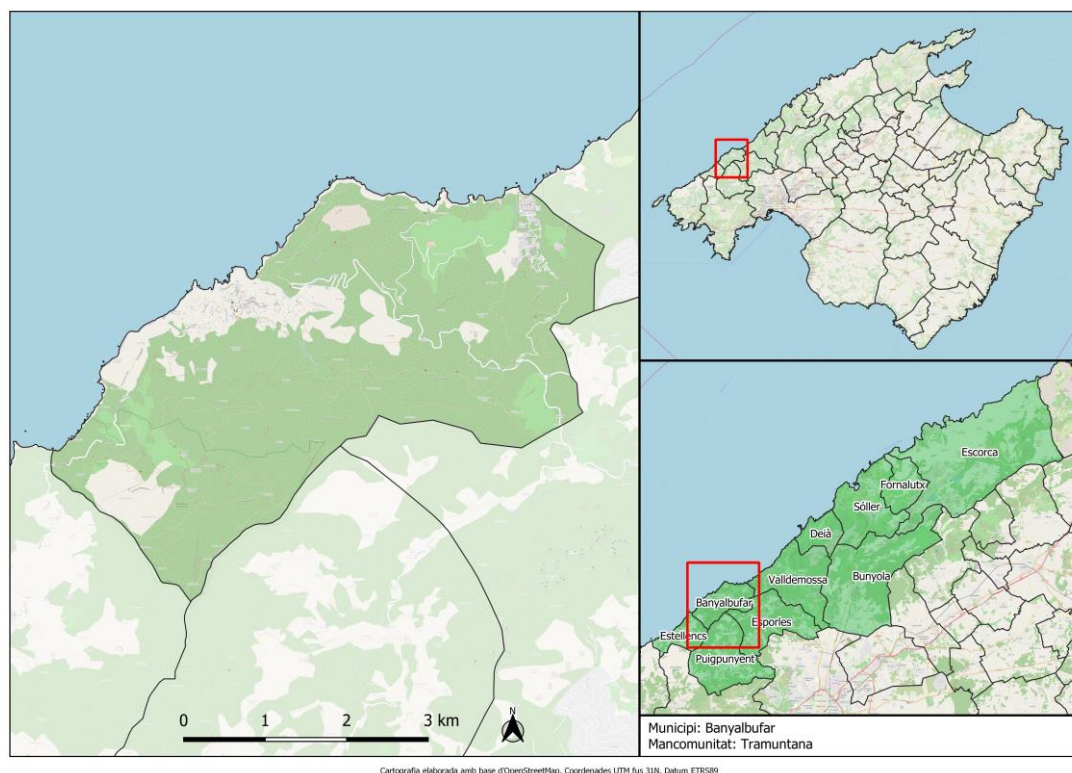 0 1 2 3 km
N
Escorca
Fornalutx
Sóller
Deià
Valldemossa
Bunyola
Banyalbufar
Esporles
Estellencs
Puigpunyent
Municipi: Banyalbufar
Mancomunitat: Tramuntana
Cartografia elaborada amb base d'OpenStreetMap. Coordenades UTM fus 31N. Datum ETRS89